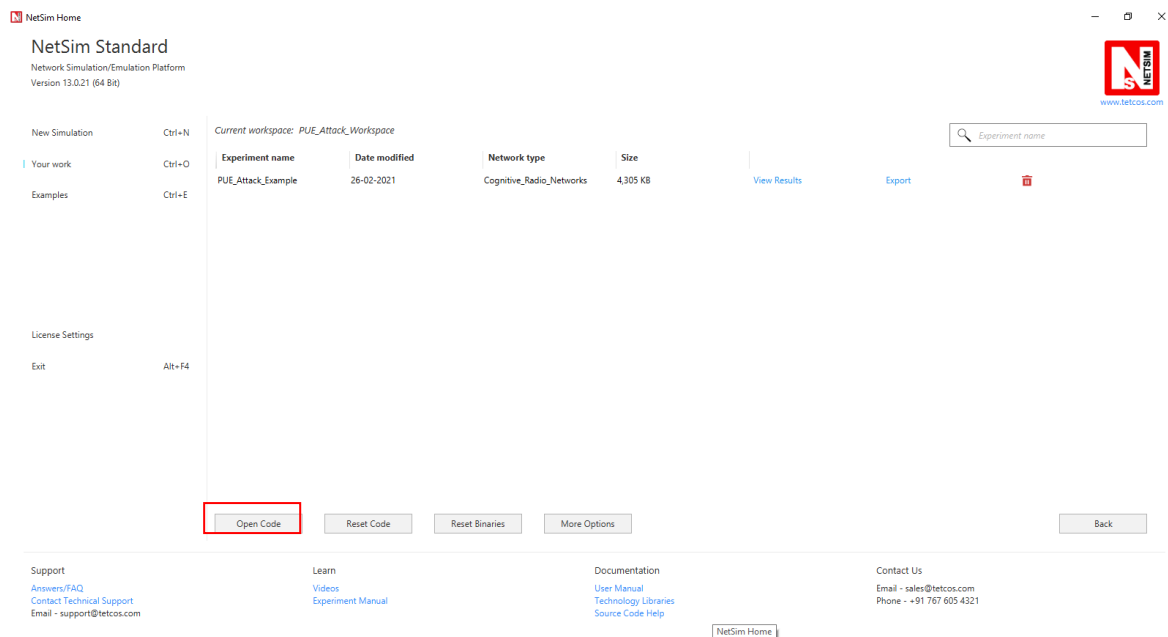 NetSim Home
NetSim Standard
Network Simulation/Emulation Platform
Version 13.0.21 (64 Bit)
N
S
NETSIM
www.tetcos.com
New Simulation Ctrl+N
Your work Ctrl+O
Examples Ctrl+E
License Settings
Exit Alt+F4
Current workspace: PUE_Attack_Workspace
Experiment name
Experiment name Date modified Network type Size
PUE_Attack_Example 26-02-2021 Cognitive_Radio_Networks 4,305 KB View Results Export
Open Code Reset Code Reset Binaries More Options Back
Support
Answers/FAQ
Contact Technical Support
Email - support@tetcos.com
Learn
Videos
Experiment Manual
Documentation
User Manual
Technology Libraries
Source Code Help
Contact Us
Email - sales@tetcos.com
Phone - +91 767 605 4321
NetSim Home